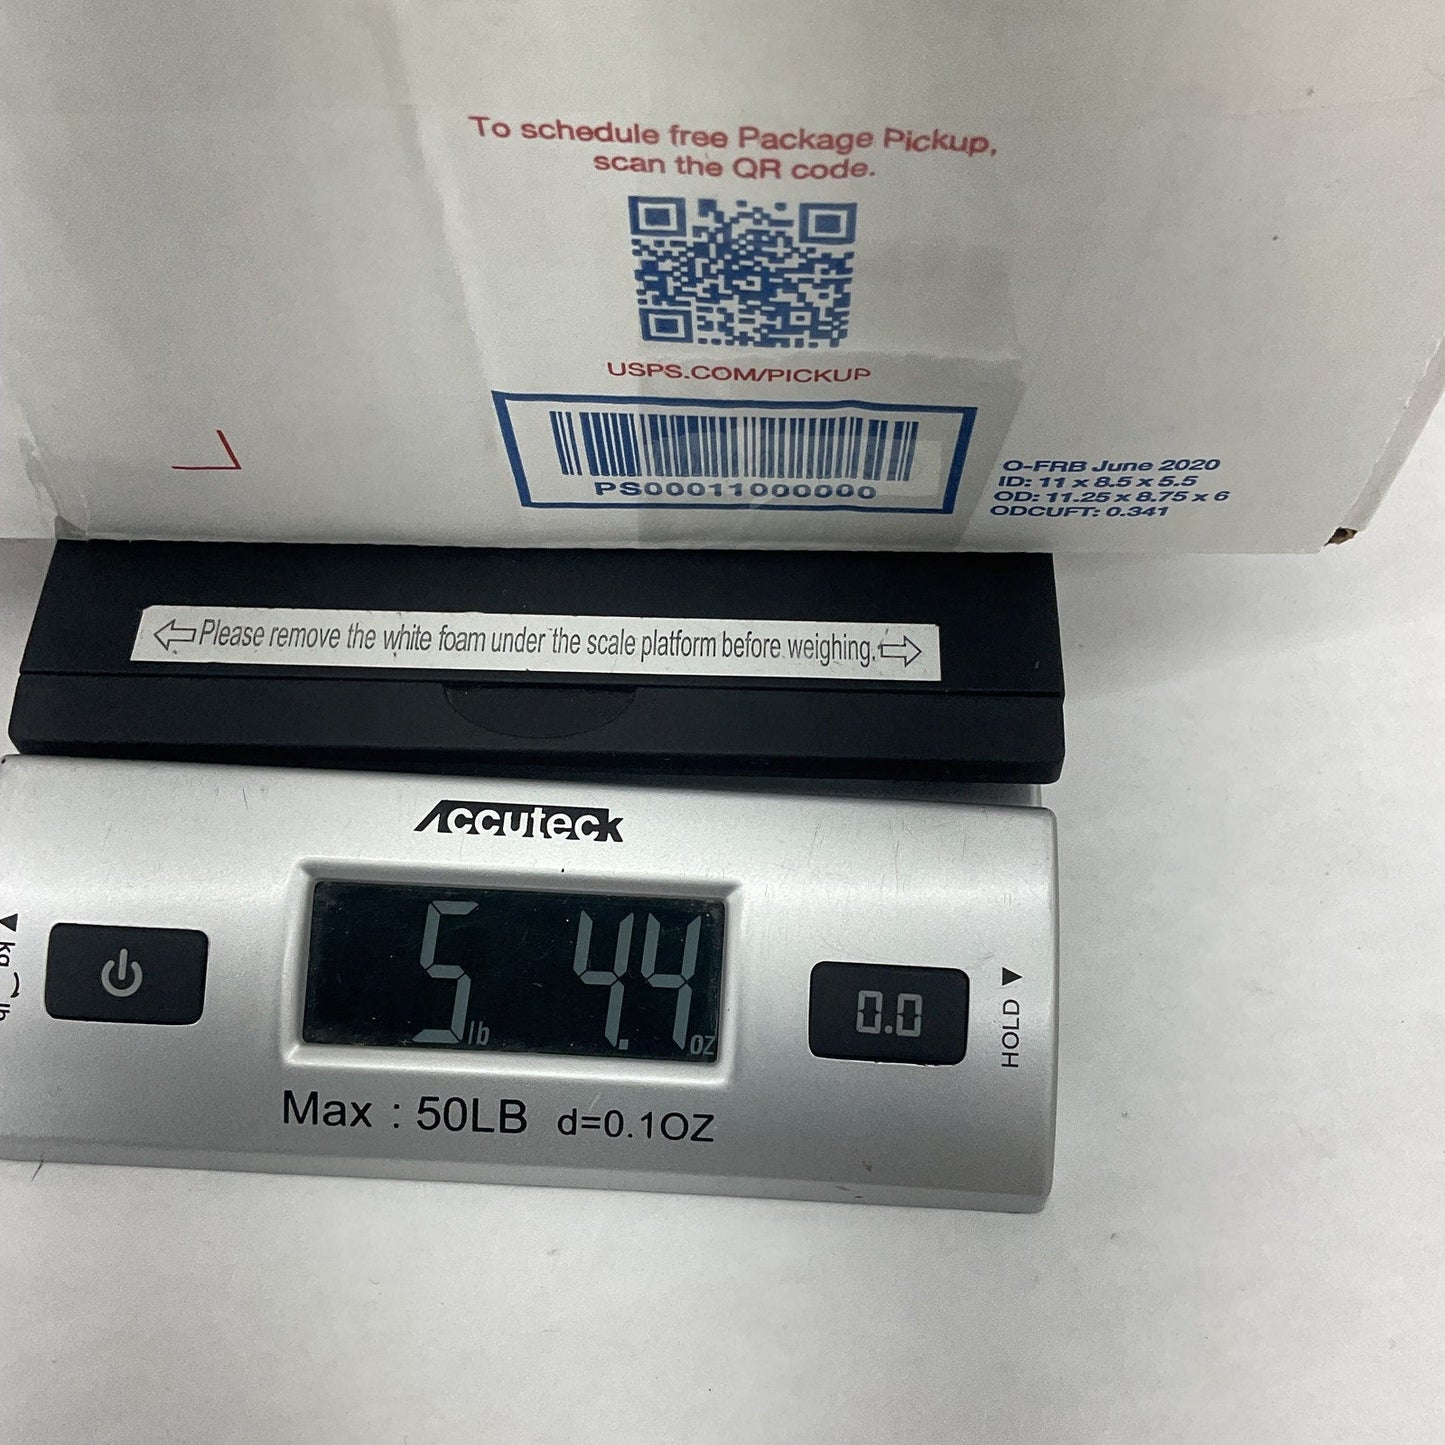 To schedule free Package Pickup,
scan the QR code.
USPS.COM/PICKUP
PS00011000000
O-FRB June 2020
ID: 11 x 8.5 x 5.5
OD: 11.25 x 8.75 x 6
ODCUFT: 0.341
Please remove the white foam under the scale platform before weighing.
Accuteck
5 lb 4.4 oz
kg lb
0.0
HOLD
Max : 50LB d=0.1OZ